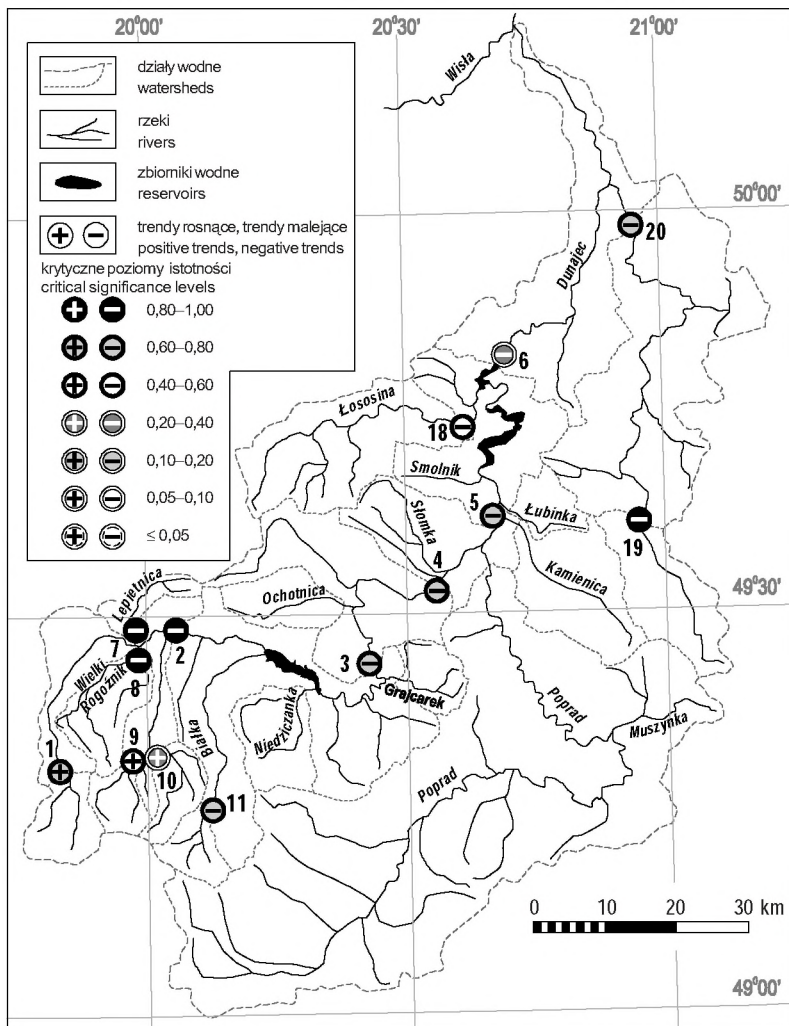 20°00'
20°30'
21°00'
działy wodne
watersheds
rzeki
rivers
zbiorniki wodne
reservoirs
trendy rosnące, trendy malejące
positive trends, negative trends
krytyczne poziomy istotności
critical significance levels
0,80–1,00
0,60–0,80
0,40–0,60
0,20–0,40
0,10–0,20
0,05–0,10
≤ 0,05
Wisła
50°00'
20
Dunajec
6
Łososina
18
Smolnik
5
Słomka
Łubinka
19
4
Kamienica
49°30'
Lepietnica
Ochotnica
7
2
3
Wielki
Rogoźnik
8
Grajcarek
Niedziczanka
Białka
Poprad
Muszynka
1
9
10
11
Poprad
0 10 20 30 km
49°00'